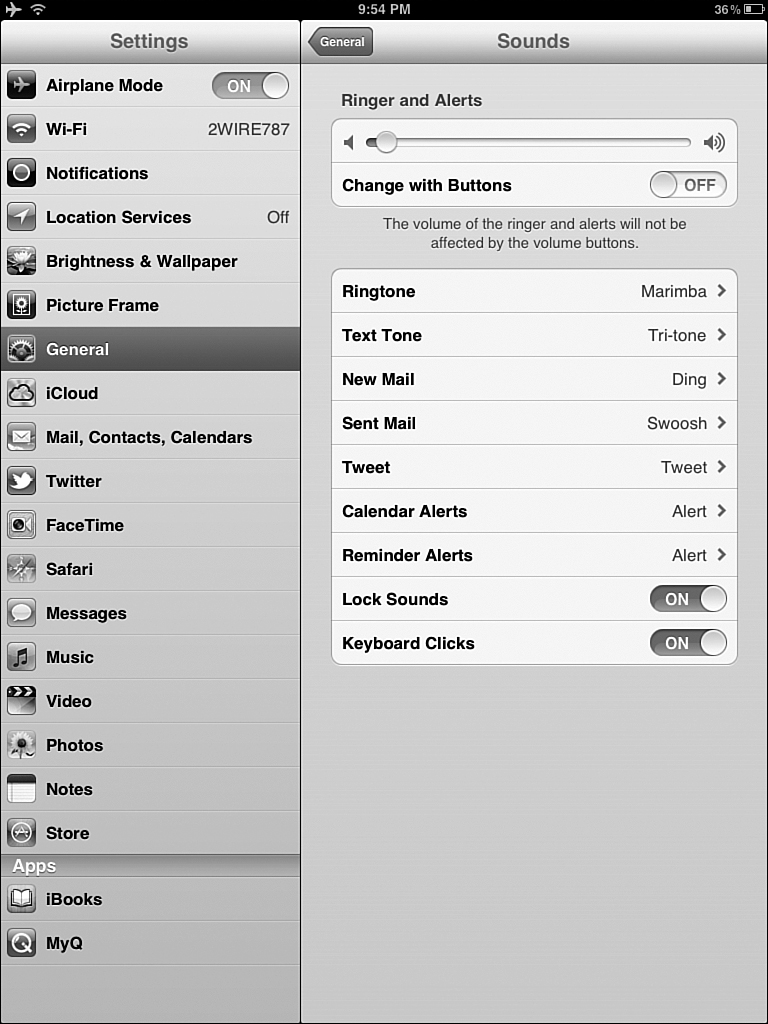 9:54 PM
36%
Settings
Airplane Mode ON
Wi-Fi 2WIRE787
Notifications
Location Services Off
Brightness & Wallpaper
Picture Frame
General
iCloud
Mail, Contacts, Calendars
Twitter
FaceTime
Safari
Messages
Music
Video
Photos
Notes
Store
Apps
iBooks
MyQ
General
Sounds
Ringer and Alerts
Change with Buttons OFF
The volume of the ringer and alerts will not be
affected by the volume buttons.
Ringtone Marimba
Text Tone Tri-tone
New Mail Ding
Sent Mail Swoosh
Tweet Tweet
Calendar Alerts Alert
Reminder Alerts Alert
Lock Sounds ON
Keyboard Clicks ON